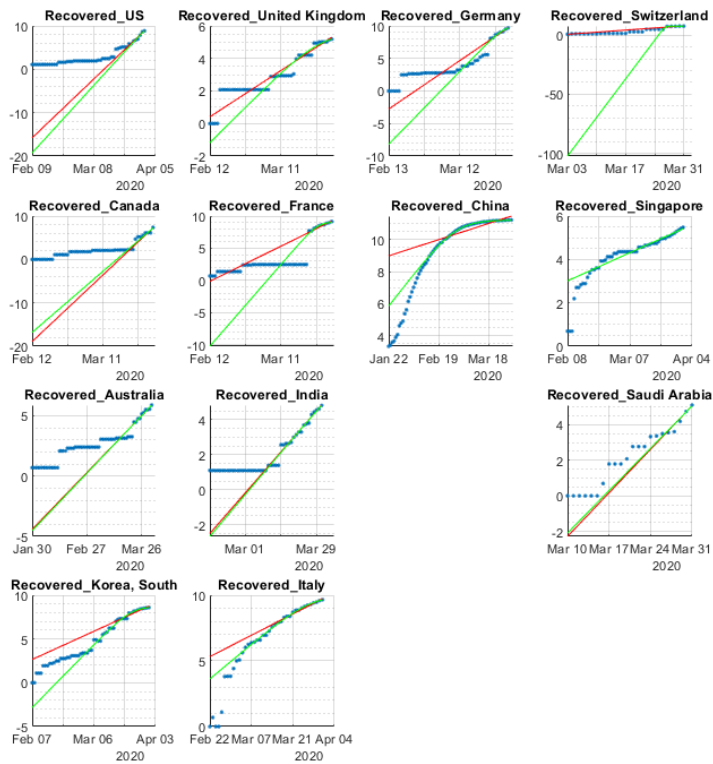 Recovered_US
10
0
-10
-20
Feb 09 Mar 08 Apr 05
2020
Recovered_United Kingdom
6
4
2
0
-2
Feb 12 Mar 11
2020
Recovered_Germany
10
5
0
-5
-10
Feb 13 Mar 12
2020
Recovered_Switzerland
0
-50
-100
Mar 03 Mar 17 Mar 31
2020
Recovered_Canada
10
0
-10
-20
Feb 12 Mar 11
2020
Recovered_France
10
5
0
-5
-10
Feb 12 Mar 11
2020
Recovered_China
10
8
6
4
Jan 22 Feb 19 Mar 18
2020
Recovered_Singapore
6
4
2
0
Feb 08 Mar 07 Apr 04
2020
Recovered_Australia
5
0
-5
Jan 30 Feb 27 Mar 26
2020
Recovered_India
4
2
0
-2
Mar 01 Mar 29
2020
Recovered_Saudi Arabia
4
2
0
-2
Mar 10 Mar 17 Mar 24 Mar 31
2020
Recovered_Korea, South
10
5
0
-5
Feb 07 Mar 06 Apr 03
2020
Recovered_Italy
10
5
0
Feb 22 Mar 07 Mar 21 Apr 04
2020